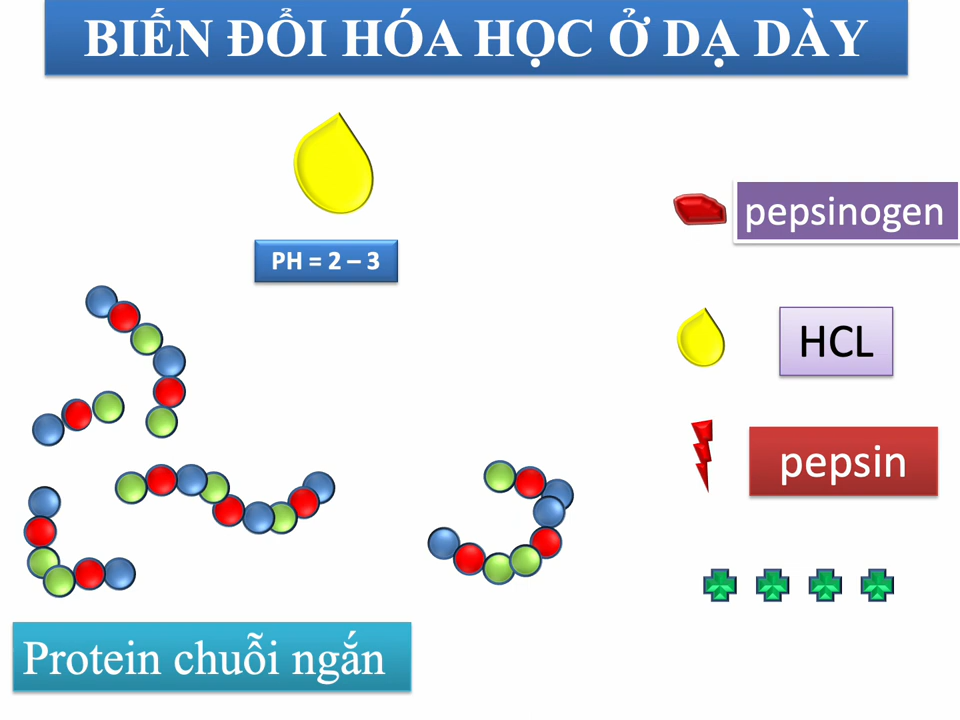 BIẾN ĐỔI HÓA HỌC Ở DẠ DÀY
pepsinogen
PH = 2 – 3
HCL
pepsin
Protein chuỗi ngắn